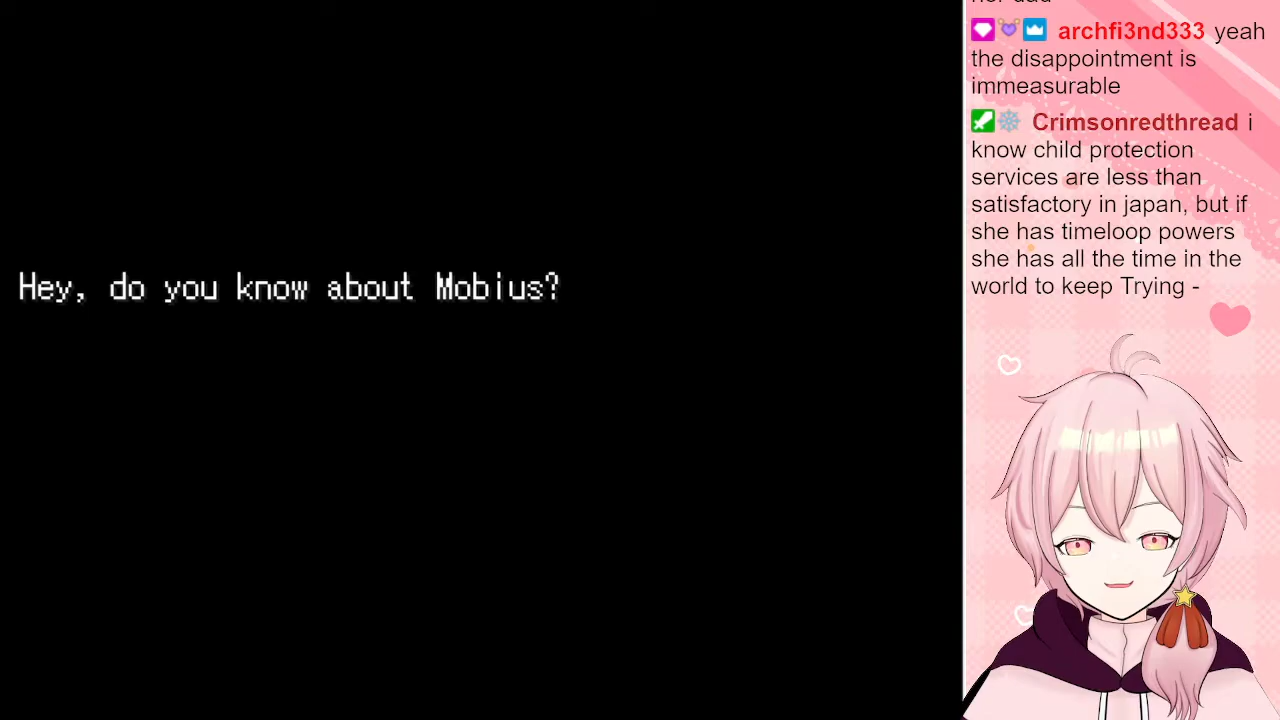 Hey, do you know about Mobius?
archfi3nd333 yeah
the disappointment is
immeasurable
Crimsonredthread i
know child protection
services are less than
satisfactory in japan, but if
she has timeloop powers
she has all the time in the
world to keep Trying -